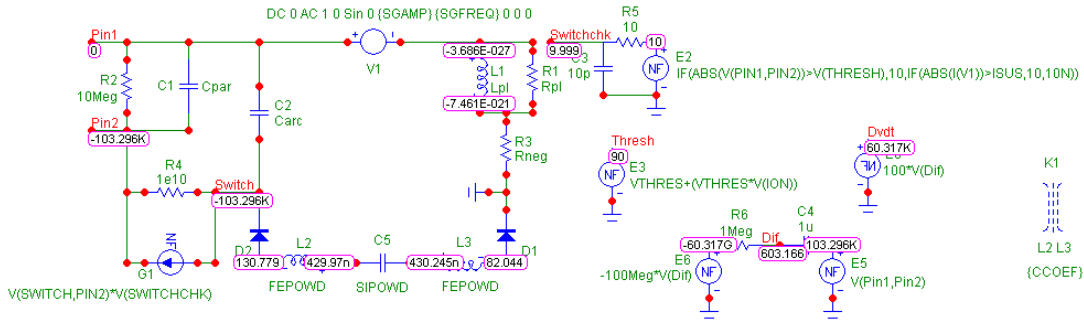 DC 0 AC 1 0 Sin 0 {SGAMP} {SGFREQ} 0 0 0
Pin1
0
V1
R2
10Meg
C1
Cpar
C2
Carc
Pin2
-103.296K
R4
1e10
Switch
-103.296K
NF
G1
V(SWITCH,PIN2)*V(SWITCHCHK)
D2
130.779
L2
FEPOWD
429.97n
C5
SIPOWD
430.245n
L3
FEPOWD
82.044
D1
-3.686E-027
L1
Lpl
-7.461E-021
R1
Rpl
R3
Rneg
Switchchk
9.999
C3
10p
R5
10
10
E2
NF
IF(ABS(V(PIN1,PIN2))>V(THRESH),10,IF(ABS(I(V1))>ISUS,10,10N))
Thresh
90
E3
NF
VTHRES+(VTHRES*V(ION))
Dvdt
60.317K
NF
100*V(Dif)
R6
1Meg
C4
1u
-60.317G
Dif
603.166
103.296K
E6
NF
-100Meg*V(Dif)
E5
NF
V(Pin1,Pin2)
K1
L2 L3
{CCOEF}